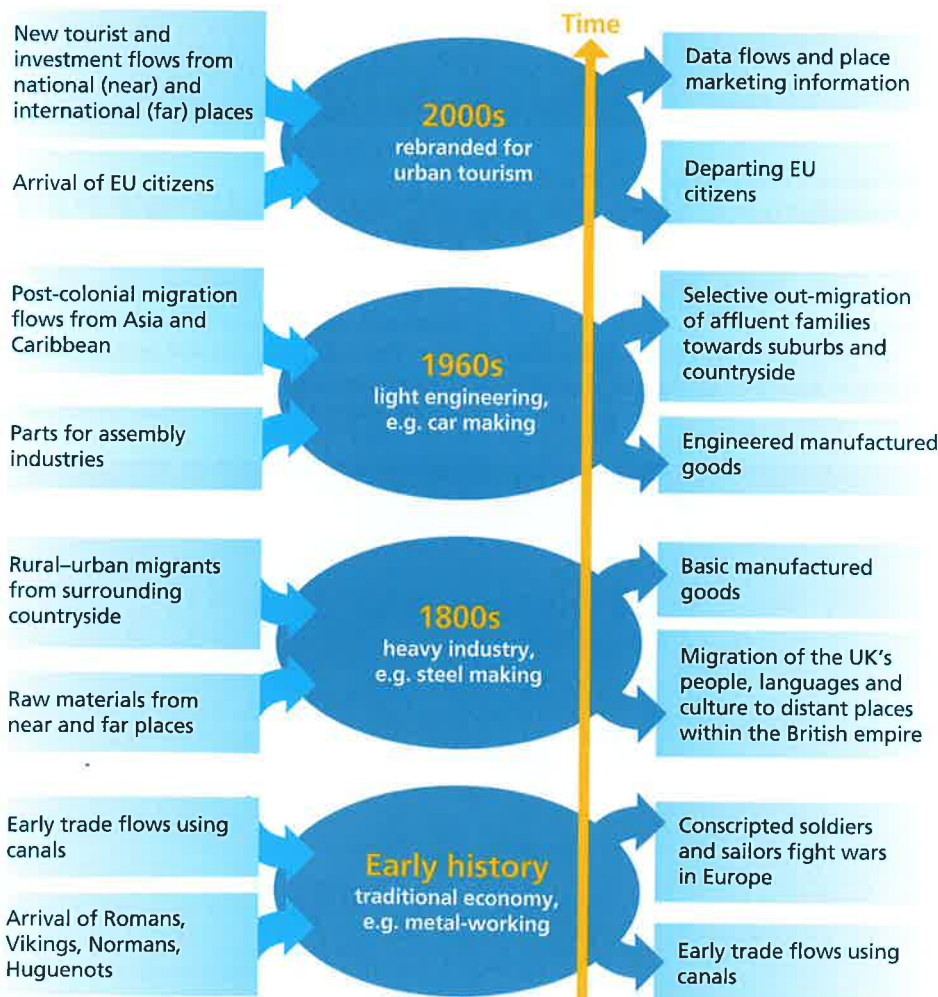 Time
New tourist and
investment flows from
national (near) and
international (far) places
Arrival of EU citizens
2000s
rebranded for
urban tourism
Data flows and place
marketing information
Departing EU
citizens
Post-colonial migration
flows from Asia and
Caribbean
Parts for assembly
industries
1960s
light engineering,
e.g. car making
Selective out-migration
of affluent families
towards suburbs and
countryside
Engineered manufactured
goods
Rural–urban migrants
from surrounding
countryside
Raw materials from
near and far places
1800s
heavy industry,
e.g. steel making
Basic manufactured
goods
Migration of the UK's
people, languages and
culture to distant places
within the British empire
Early trade flows using
canals
Arrival of Romans,
Vikings, Normans,
Huguenots
Early history
traditional economy,
e.g. metal-working
Conscripted soldiers
and sailors fight wars
in Europe
Early trade flows using
canals